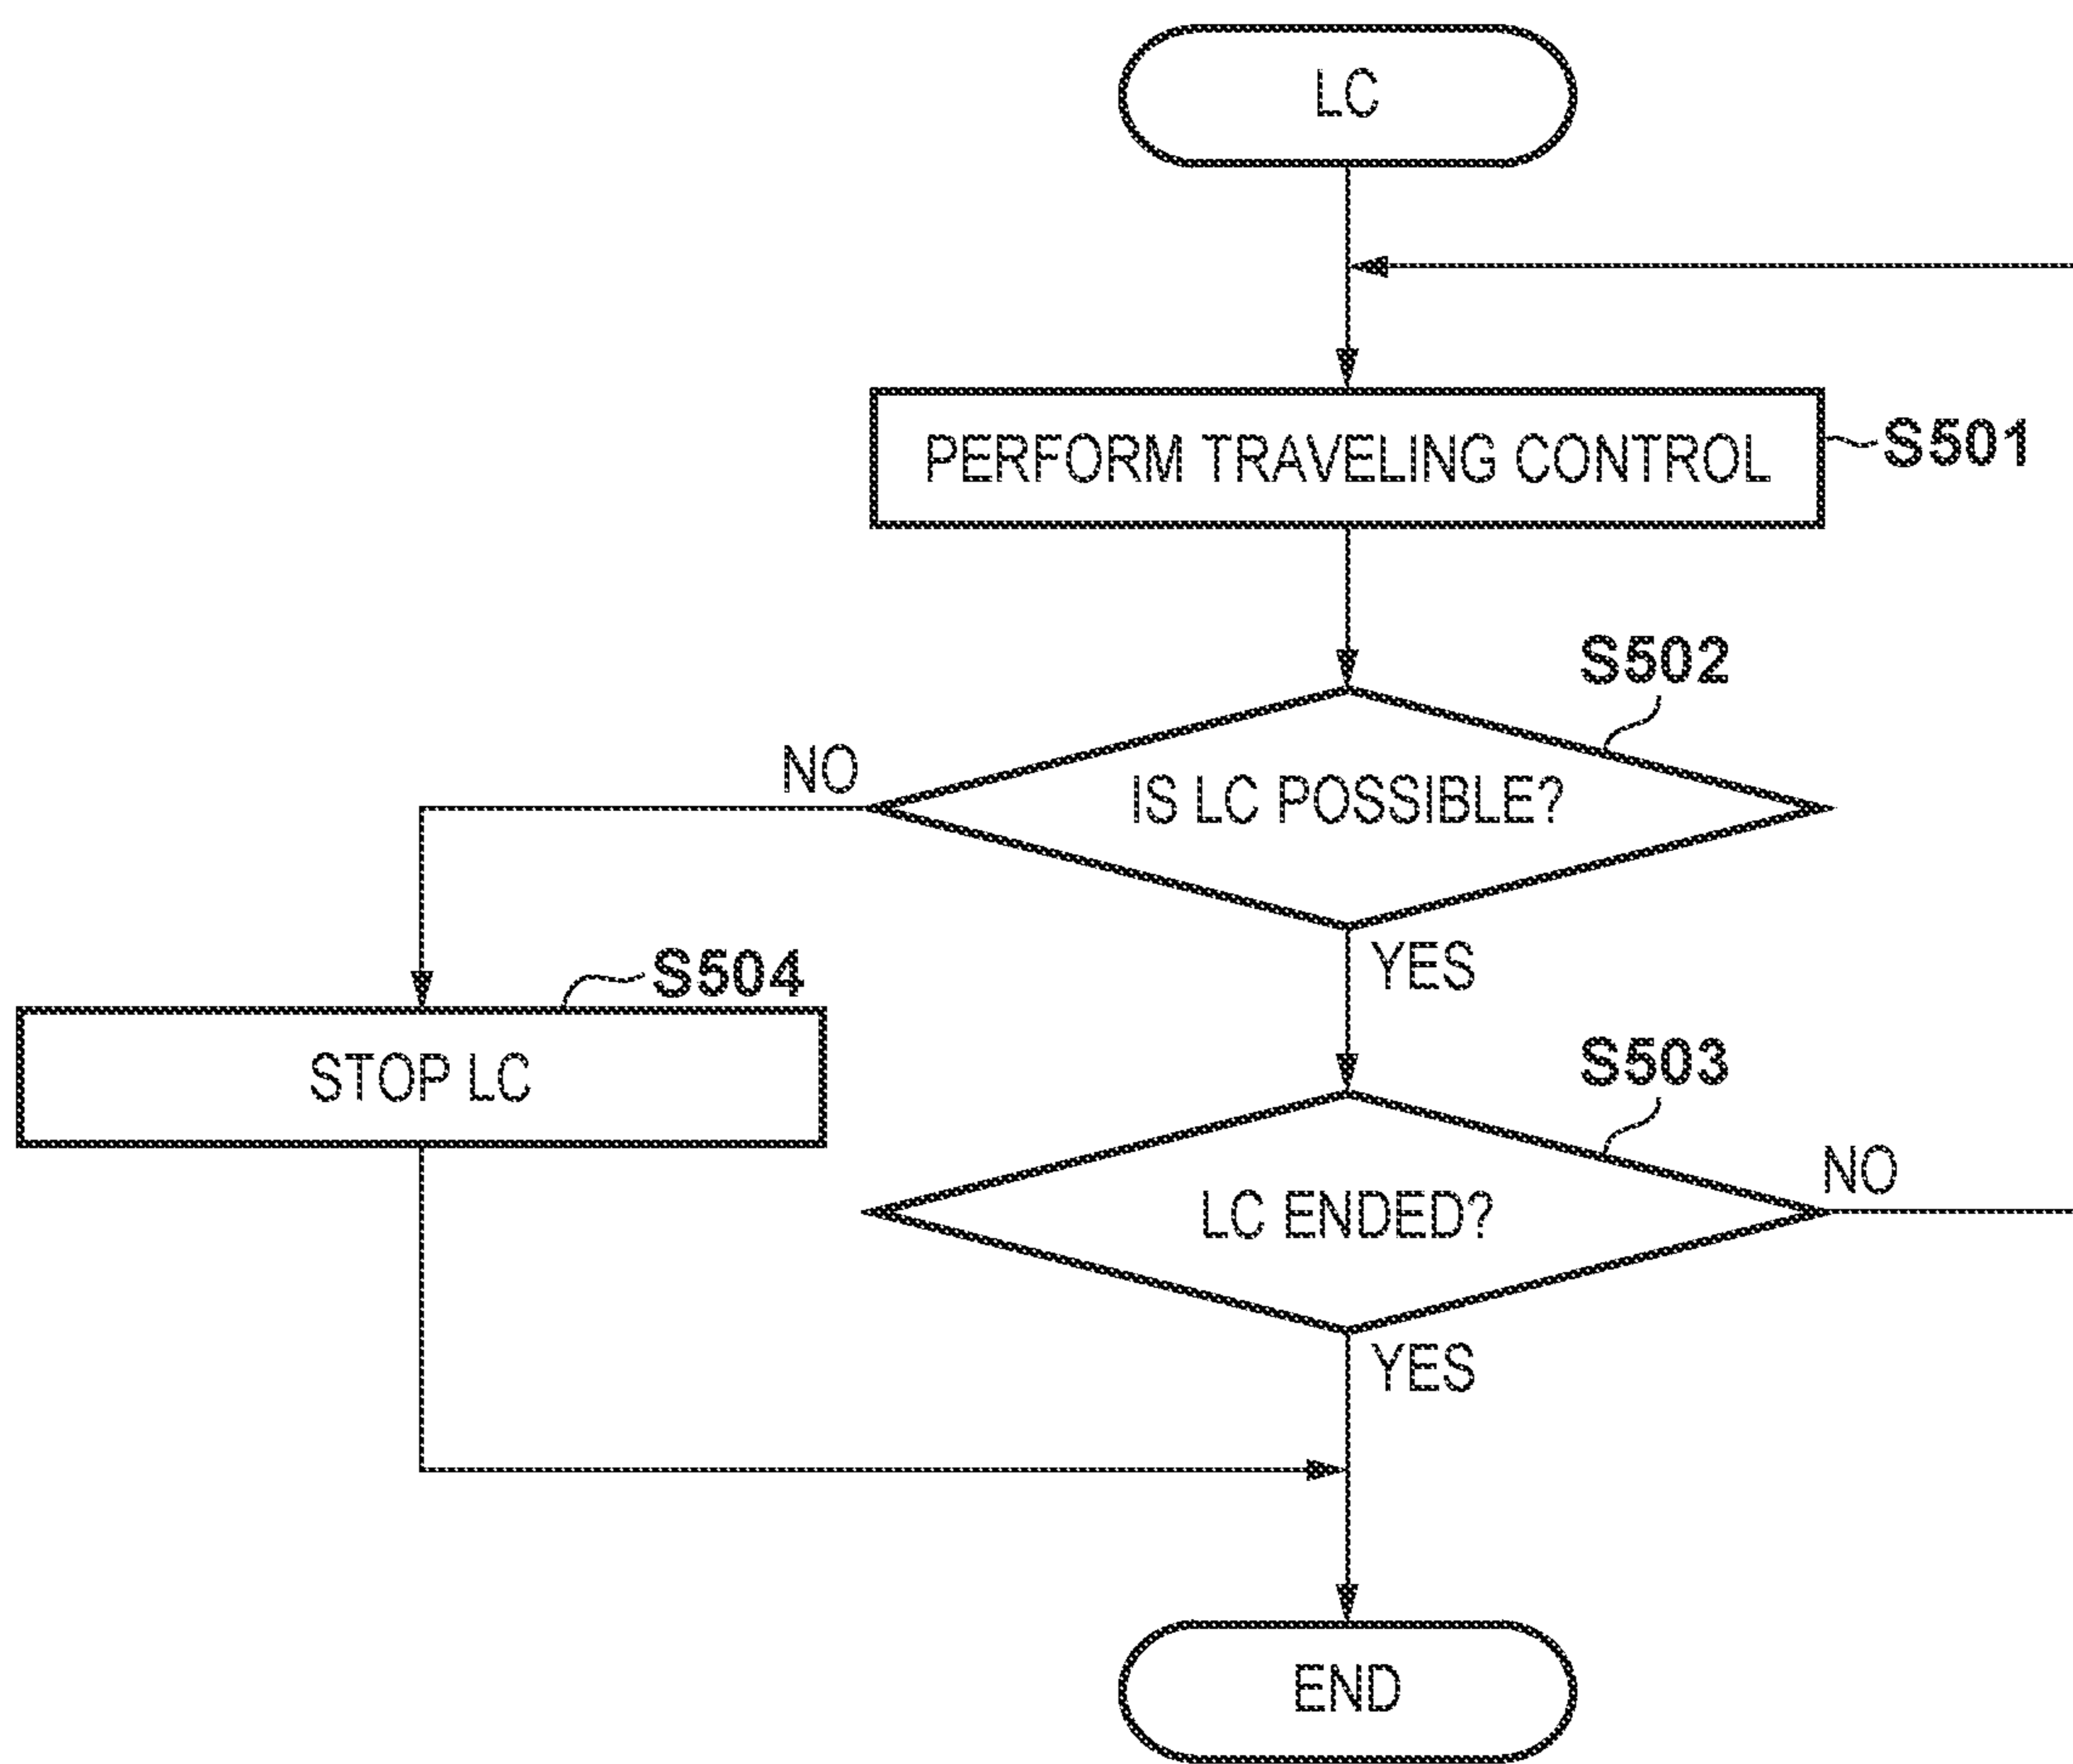 LC
PERFORM TRAVELING CONTROL
S501
S502
IS LC POSSIBLE?
NO
YES
S504
STOP LC
S503
LC ENDED?
NO
YES
END